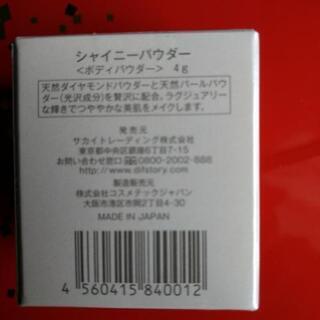 シャイニーパウダー
<ボディパウダー> 4g
天然ダイヤモンドパウダーと天然パールパウ
ダー(光沢成分)を贅沢に配合。ラグジュアリー
な輝きでつややかな美肌をメイクします。
発売元
サカイトレーディング株式会社
東京都中央区銀座6丁目7-15
お問い合わせ窓口 0800-2002-888
http://www.difstory.com
製造販売元
株式会社コスメテックジャパン
大阪市港区市岡2丁目4-30
MADE IN JAPAN
4 560415 840012